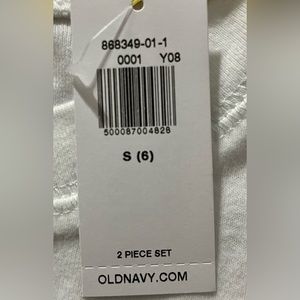 868349-01-1
0001 Y08
500087004828
S (6)
2 PIECE SET
OLDNAVY.COM